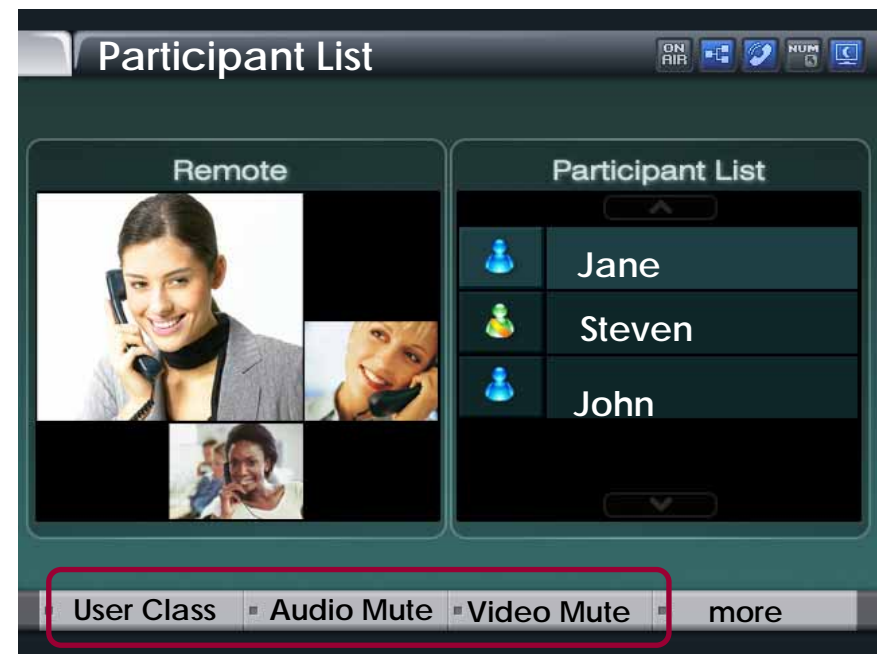 Participant List
ON AIR
NUM
Remote
Participant List
Jane
Steven
John
User Class Audio Mute Video Mute more